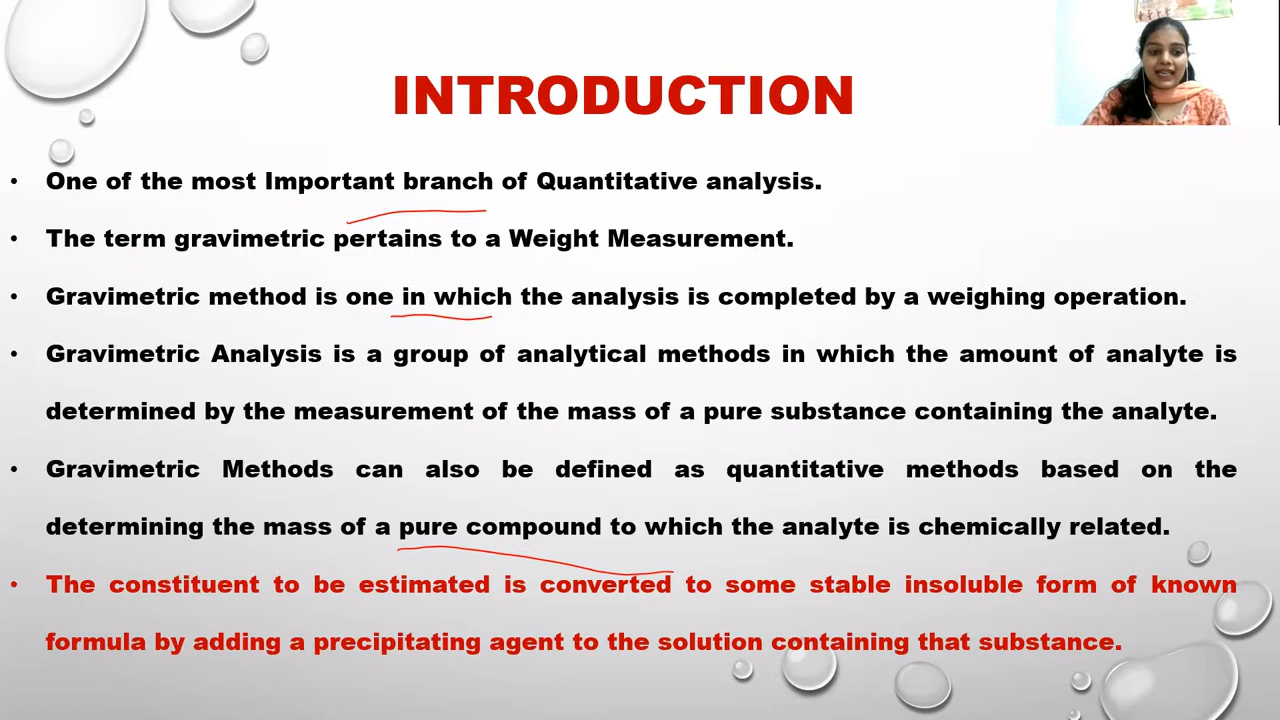 INTRODUCTION
• One of the most Important branch of Quantitative analysis.
• The term gravimetric pertains to a Weight Measurement.
• Gravimetric method is one in which the analysis is completed by a weighing operation.
• Gravimetric Analysis is a group of analytical methods in which the amount of analyte is
determined by the measurement of the mass of a pure substance containing the analyte.
• Gravimetric Methods can also be defined as quantitative methods based on the
determining the mass of a pure compound to which the analyte is chemically related.
• The constituent to be estimated is converted to some stable insoluble form of known
formula by adding a precipitating agent to the solution containing that substance.